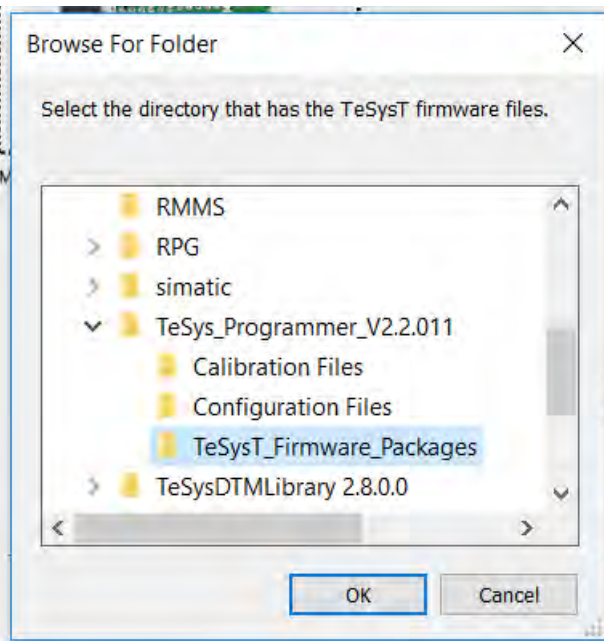 Browse For Folder
Select the directory that has the TeSysT firmware files.
RMMS
RPG
simatic
TeSys_Programmer_V2.2.011
Calibration Files
Configuration Files
TeSysT_Firmware_Packages
TeSysDTMLibrary 2.8.0.0
OK Cancel